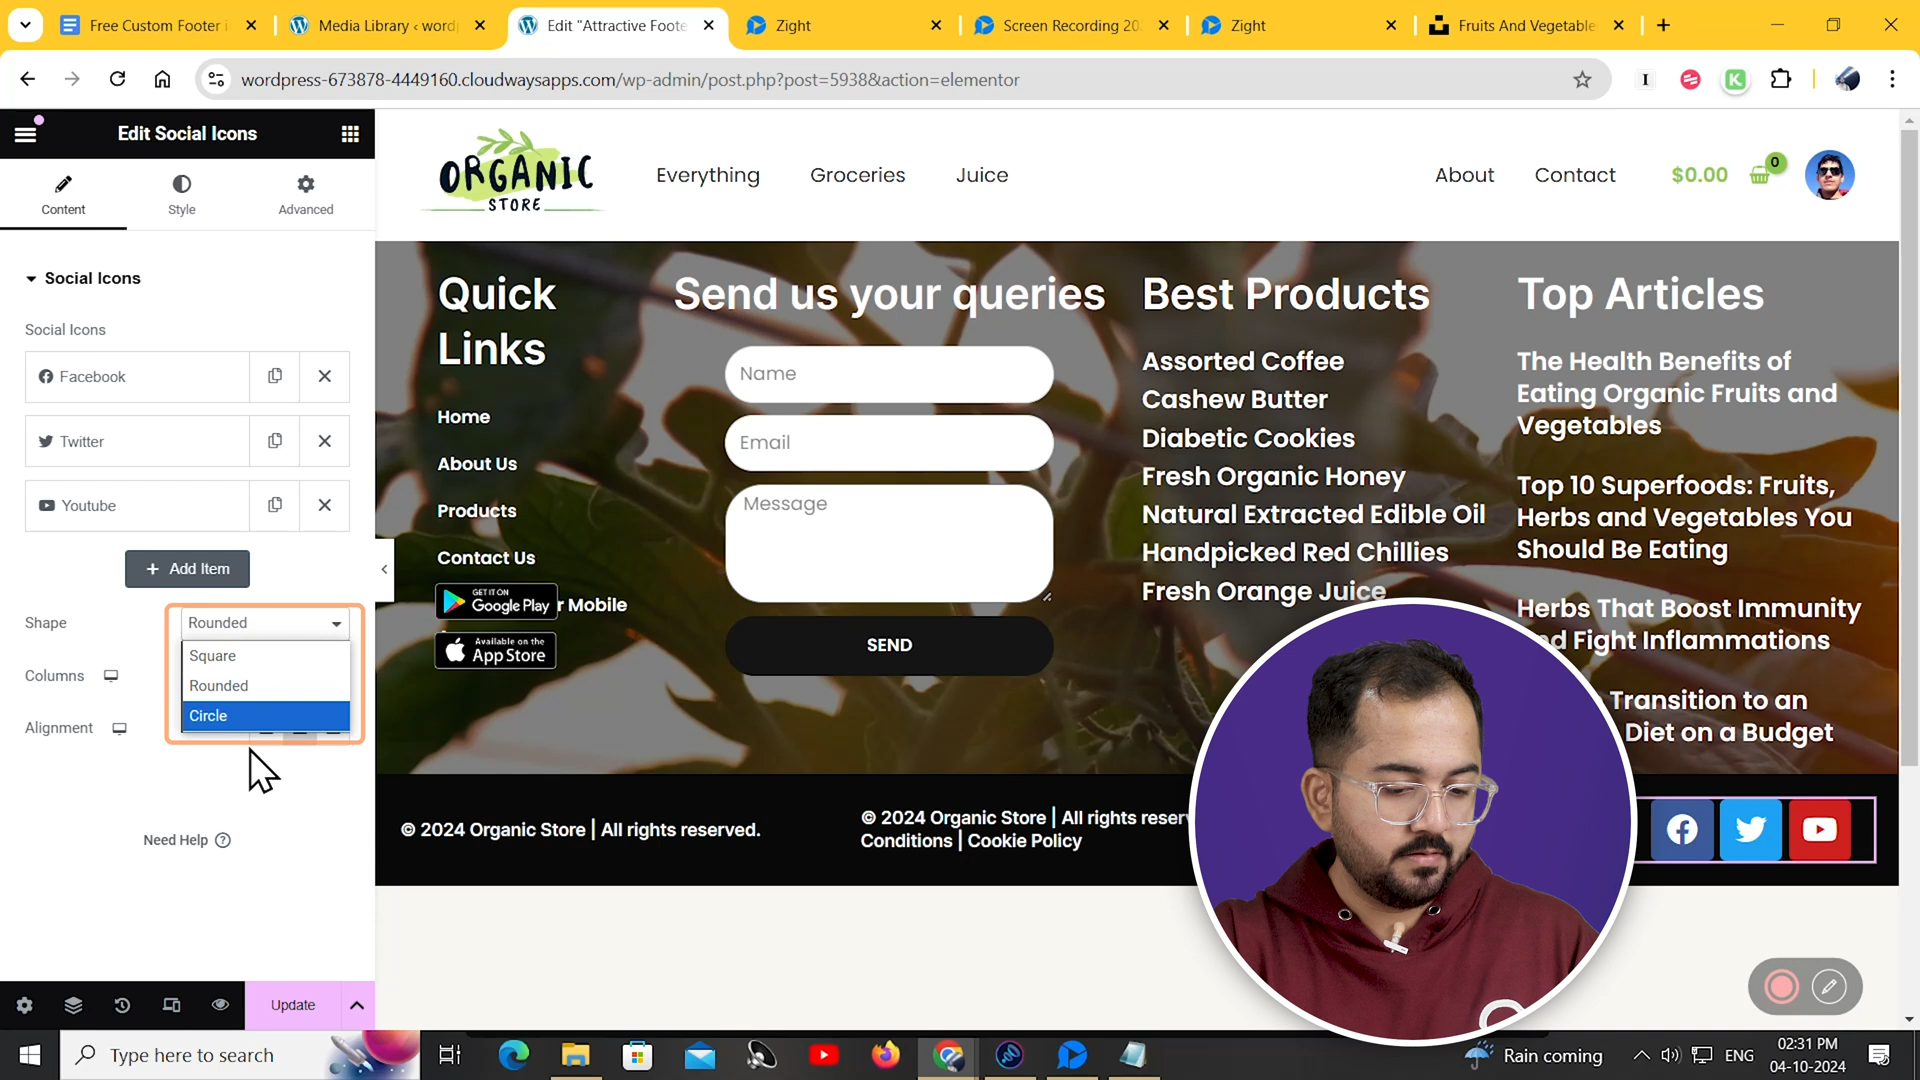 Free Custom Footer i
Media Library ‹ wordp
Edit "Attractive Foote
Zight
Screen Recording 20
Zight
Fruits And Vegetable
wordpress-673878-4449160.cloudwaysapps.com/wp-admin/post.php?post=5938&action=elementor
Edit Social Icons
Content
Style
Advanced
Social Icons
Social Icons
Facebook
Twitter
Youtube
+ Add Item
Shape
Rounded
Square
Rounded
Circle
Columns
Alignment
Need Help
Update
ORGANIC
STORE
Everything
Groceries
Juice
About
Contact
$0.00
0
Quick
Links
Home
About Us
Products
Contact Us
r Mobile
GET IT ON
Google Play
Available on the
App Store
Send us your queries
Name
Email
Message
SEND
Best Products
Assorted Coffee
Cashew Butter
Diabetic Cookies
Fresh Organic Honey
Natural Extracted Edible Oil
Handpicked Red Chillies
Fresh Orange Juice
Top Articles
The Health Benefits of
Eating Organic Fruits and
Vegetables
Top 10 Superfoods: Fruits,
Herbs and Vegetables You
Should Be Eating
Herbs That Boost Immunity
nd Fight Inflammations
Transition to an
Diet on a Budget
© 2024 Organic Store | All rights reserved.
© 2024 Organic Store | All rights reserv
Conditions | Cookie Policy
Type here to search
Rain coming
ENG
02:31 PM
04-10-2024